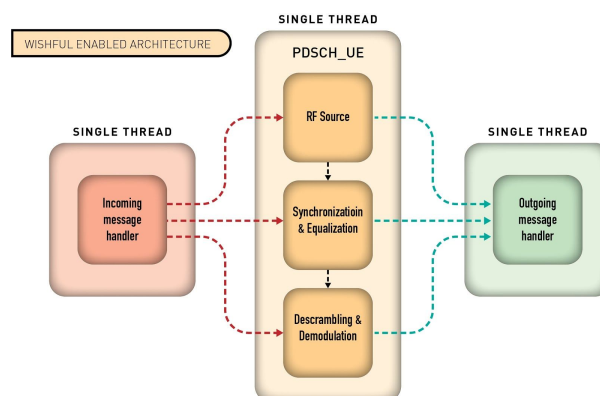 WISHFUL ENABLED ARCHITECTURE
SINGLE THREAD
PDSCH_UE
RF Source
SINGLE THREAD
Incoming
message
handler
Synchronizatioin
& Equalization
SINGLE THREAD
Outgoing
message
handler
Descrambling &
Demodulation